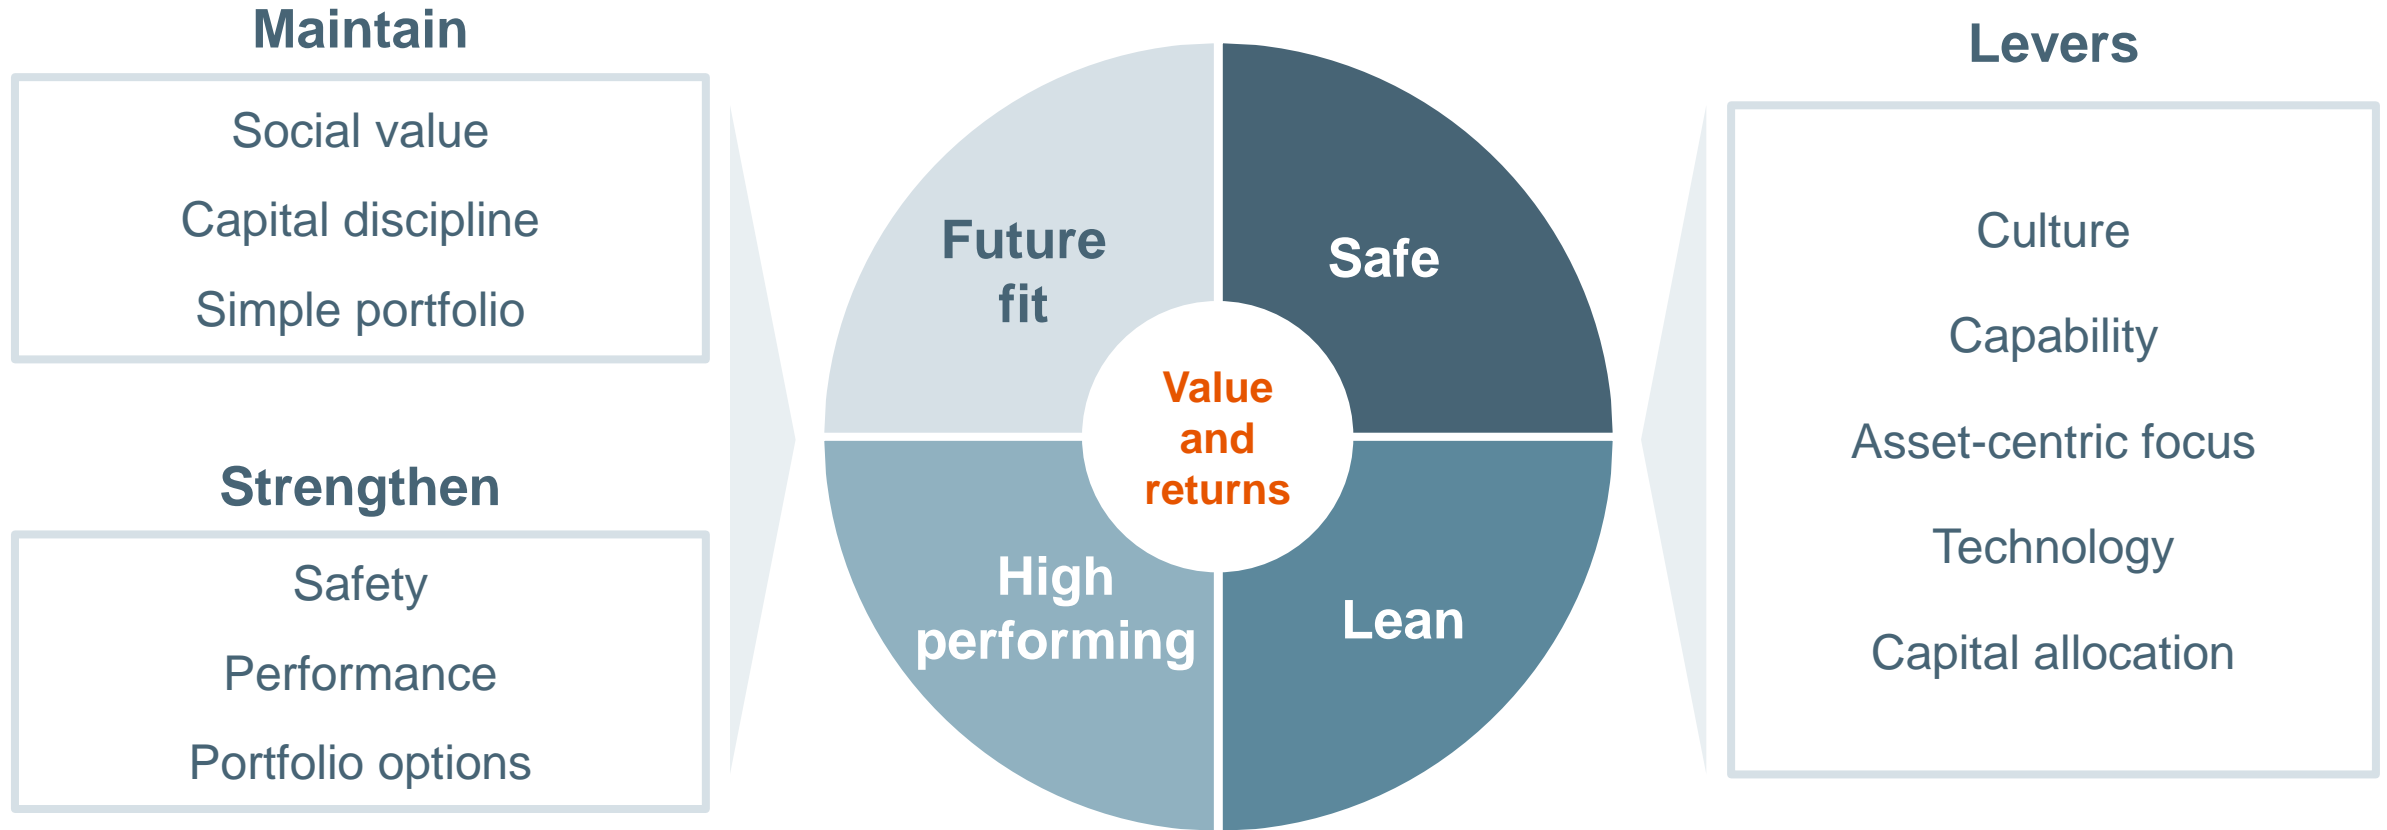 Maintain
Social value
Capital discipline
Simple portfolio
Strengthen
Safety
Performance
Portfolio options
Future
fit
Safe
Value
and
returns
High
performing
Lean
Levers
Culture
Capability
Asset-centric focus
Technology
Capital allocation